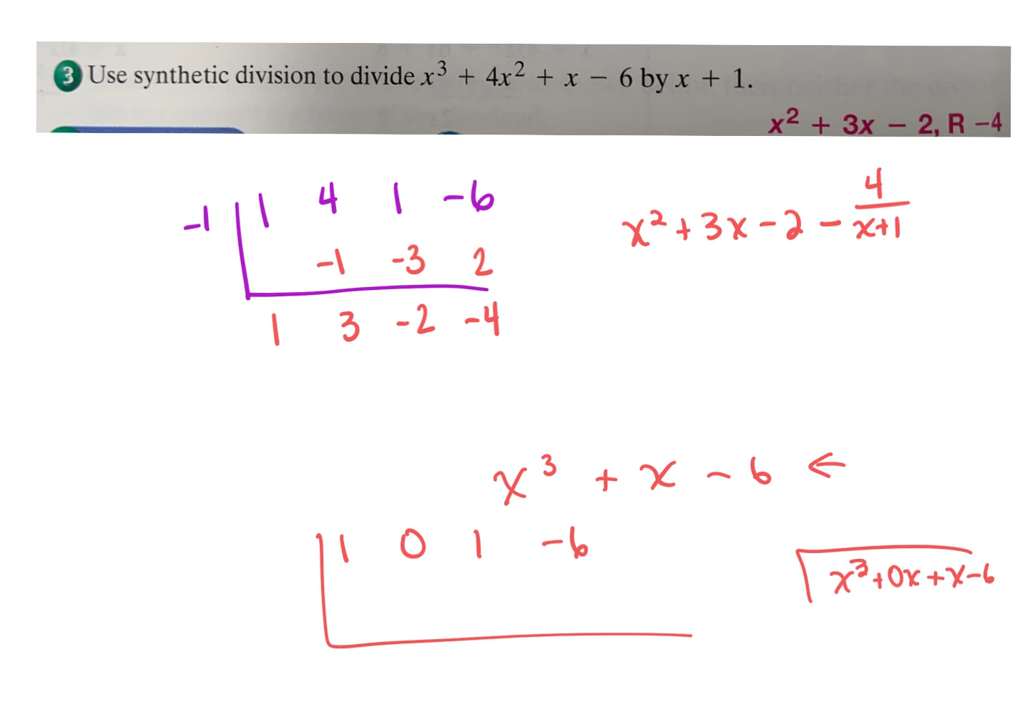 3 Use synthetic division to divide x³ + 4x² + x − 6 by x + 1.
x² + 3x − 2, R −4
-1 | 1 4 1 -6
-1 -3 2
1 3 -2 -4
x² + 3x - 2 - 4/(x+1)
x³ + x - 6 ←
1 0 1 -6
x³+0x+x-6